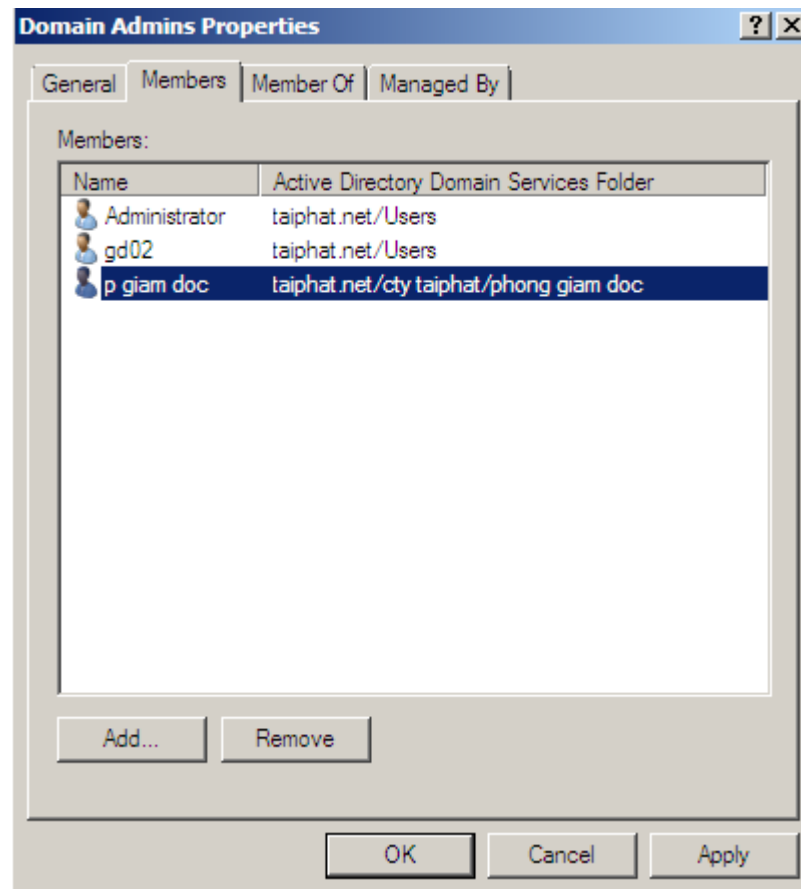 Domain Admins Properties
General Members Member Of Managed By
Members:
Name Active Directory Domain Services Folder
Administrator taiphat.net/Users
gd02 taiphat.net/Users
p giam doc taiphat.net/cty taiphat/phong giam doc
Add... Remove
OK Cancel Apply